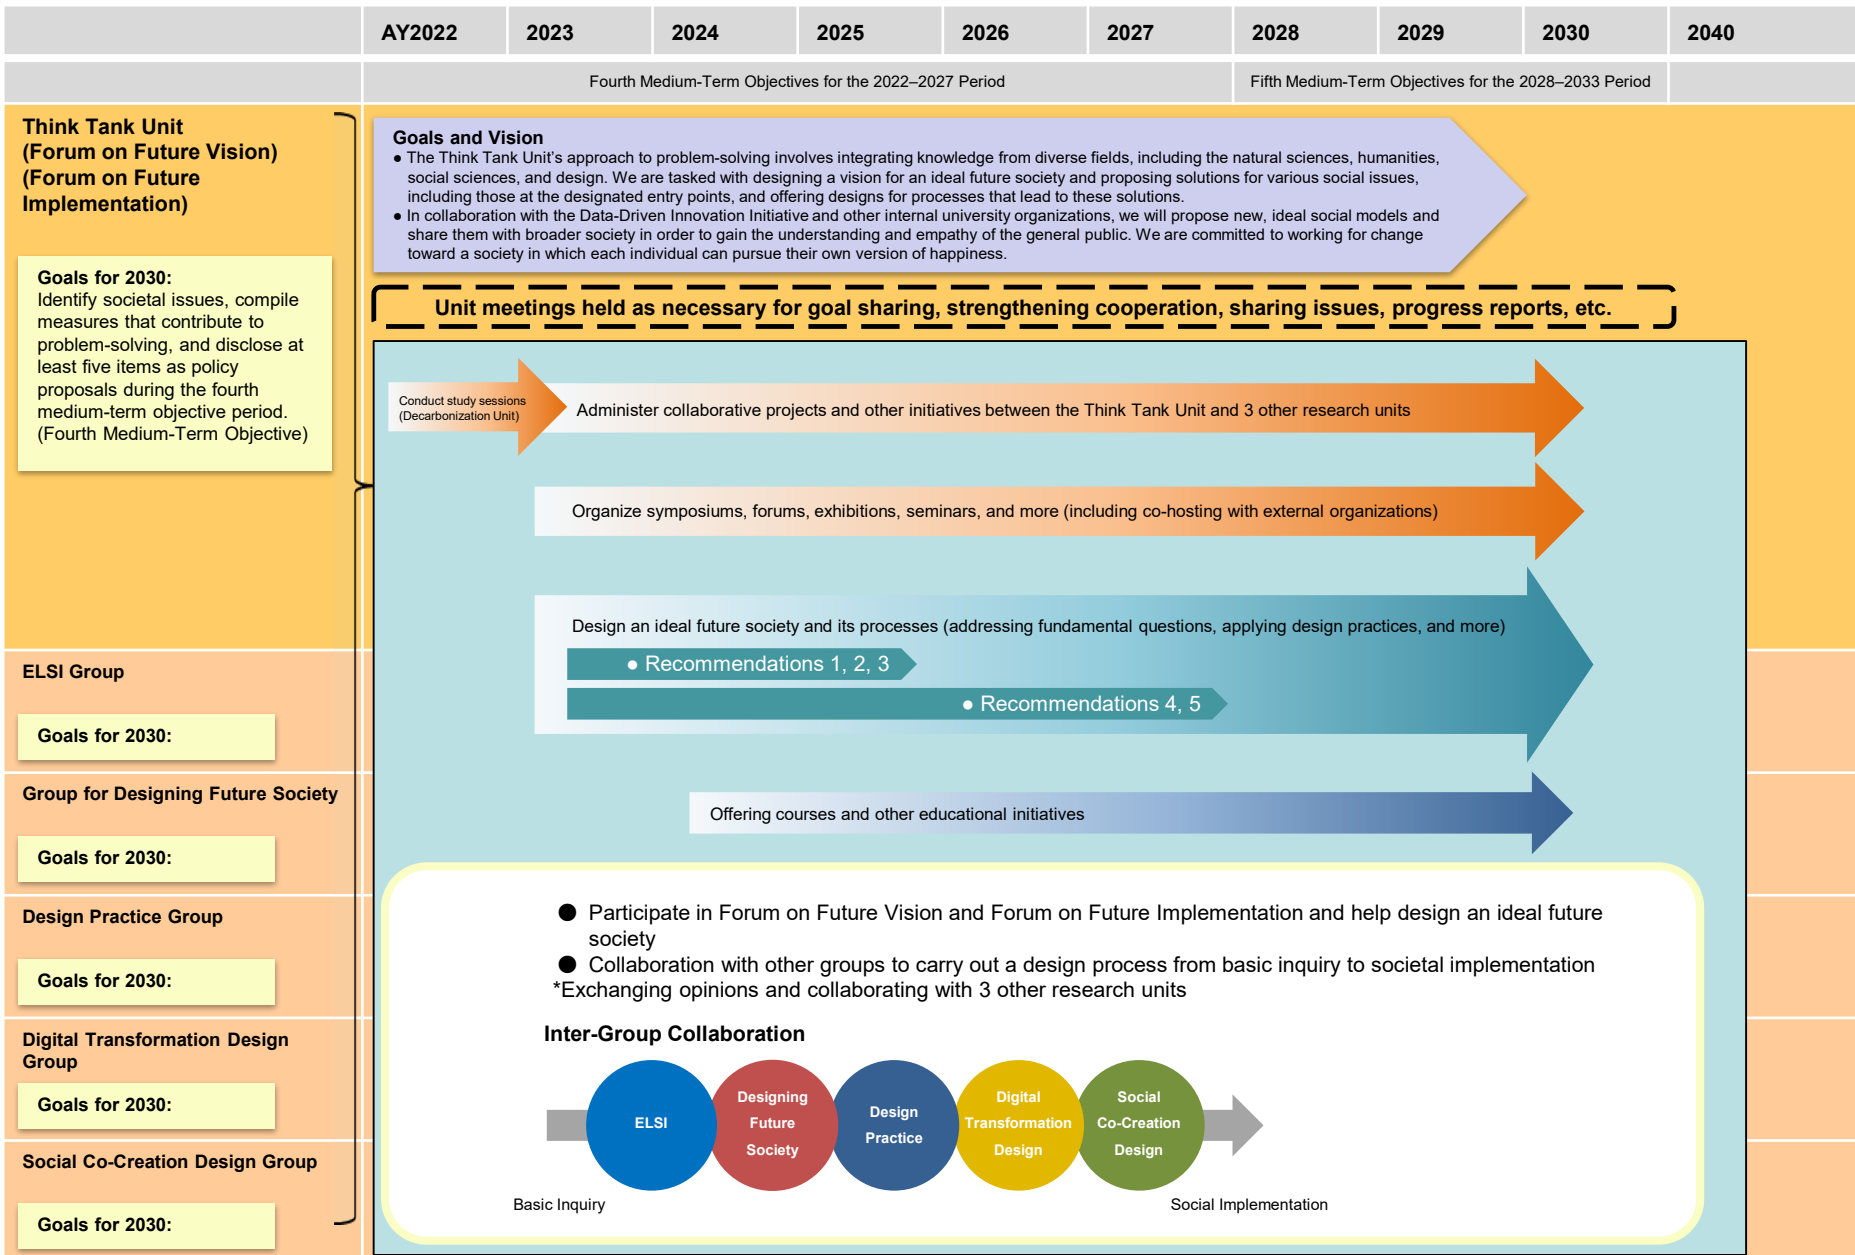 AY2022 2023 2024 2025 2026 2027 2028 2029 2030 2040
Fourth Medium-Term Objectives for the 2022–2027 Period
Fifth Medium-Term Objectives for the 2028–2033 Period
Think Tank Unit
(Forum on Future Vision)
(Forum on Future
Implementation)
Goals for 2030:
Identify societal issues, compile
measures that contribute to
problem-solving, and disclose at
least five items as policy
proposals during the fourth
medium-term objective period.
(Fourth Medium-Term Objective)
Goals and Vision
● The Think Tank Unit's approach to problem-solving involves integrating knowledge from diverse fields, including the natural sciences, humanities,
social sciences, and design. We are tasked with designing a vision for an ideal future society and proposing solutions for various social issues,
including those at the designated entry points, and offering designs for processes that lead to these solutions.
● In collaboration with the Data-Driven Innovation Initiative and other internal university organizations, we will propose new, ideal social models and
share them with broader society in order to gain the understanding and empathy of the general public. We are committed to working for change
toward a society in which each individual can pursue their own version of happiness.
Unit meetings held as necessary for goal sharing, strengthening cooperation, sharing issues, progress reports, etc.
Conduct study sessions
(Decarbonization Unit)
Administer collaborative projects and other initiatives between the Think Tank Unit and 3 other research units
Organize symposiums, forums, exhibitions, seminars, and more (including co-hosting with external organizations)
Design an ideal future society and its processes (addressing fundamental questions, applying design practices, and more)
● Recommendations 1, 2, 3
● Recommendations 4, 5
Offering courses and other educational initiatives
ELSI Group
Goals for 2030:
Group for Designing Future Society
Goals for 2030:
Design Practice Group
Goals for 2030:
Digital Transformation Design
Group
Goals for 2030:
Social Co-Creation Design Group
Goals for 2030:
● Participate in Forum on Future Vision and Forum on Future Implementation and help design an ideal future
society
● Collaboration with other groups to carry out a design process from basic inquiry to societal implementation
*Exchanging opinions and collaborating with 3 other research units
Inter-Group Collaboration
ELSI
Designing
Future
Society
Design
Practice
Digital
Transformation
Design
Social
Co-Creation
Design
Basic Inquiry
Social Implementation